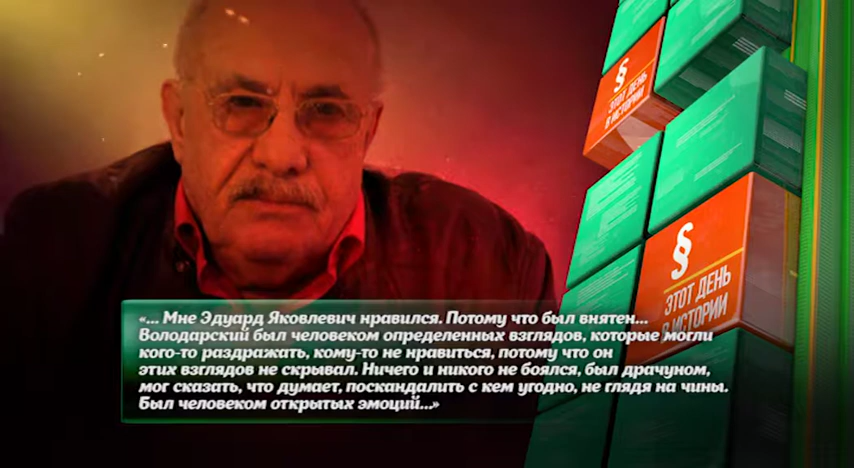 §
ЭТОТ ДЕНЬ
В ИСТОРИИ
§
ЭТОТ ДЕНЬ
В ИСТОРИИ
«... Мне Эдуард Яковлевич нравился. Потому что был внятен...
Володарский был человеком определенных взглядов, которые могли
кого-то раздражать, кому-то не нравиться, потому что он
этих взглядов не скрывал. Ничего и никого не боялся, был драчуном,
мог сказать, что думает, поскандалить с кем угодно, не глядя на чины.
Был человеком открытых эмоций...»